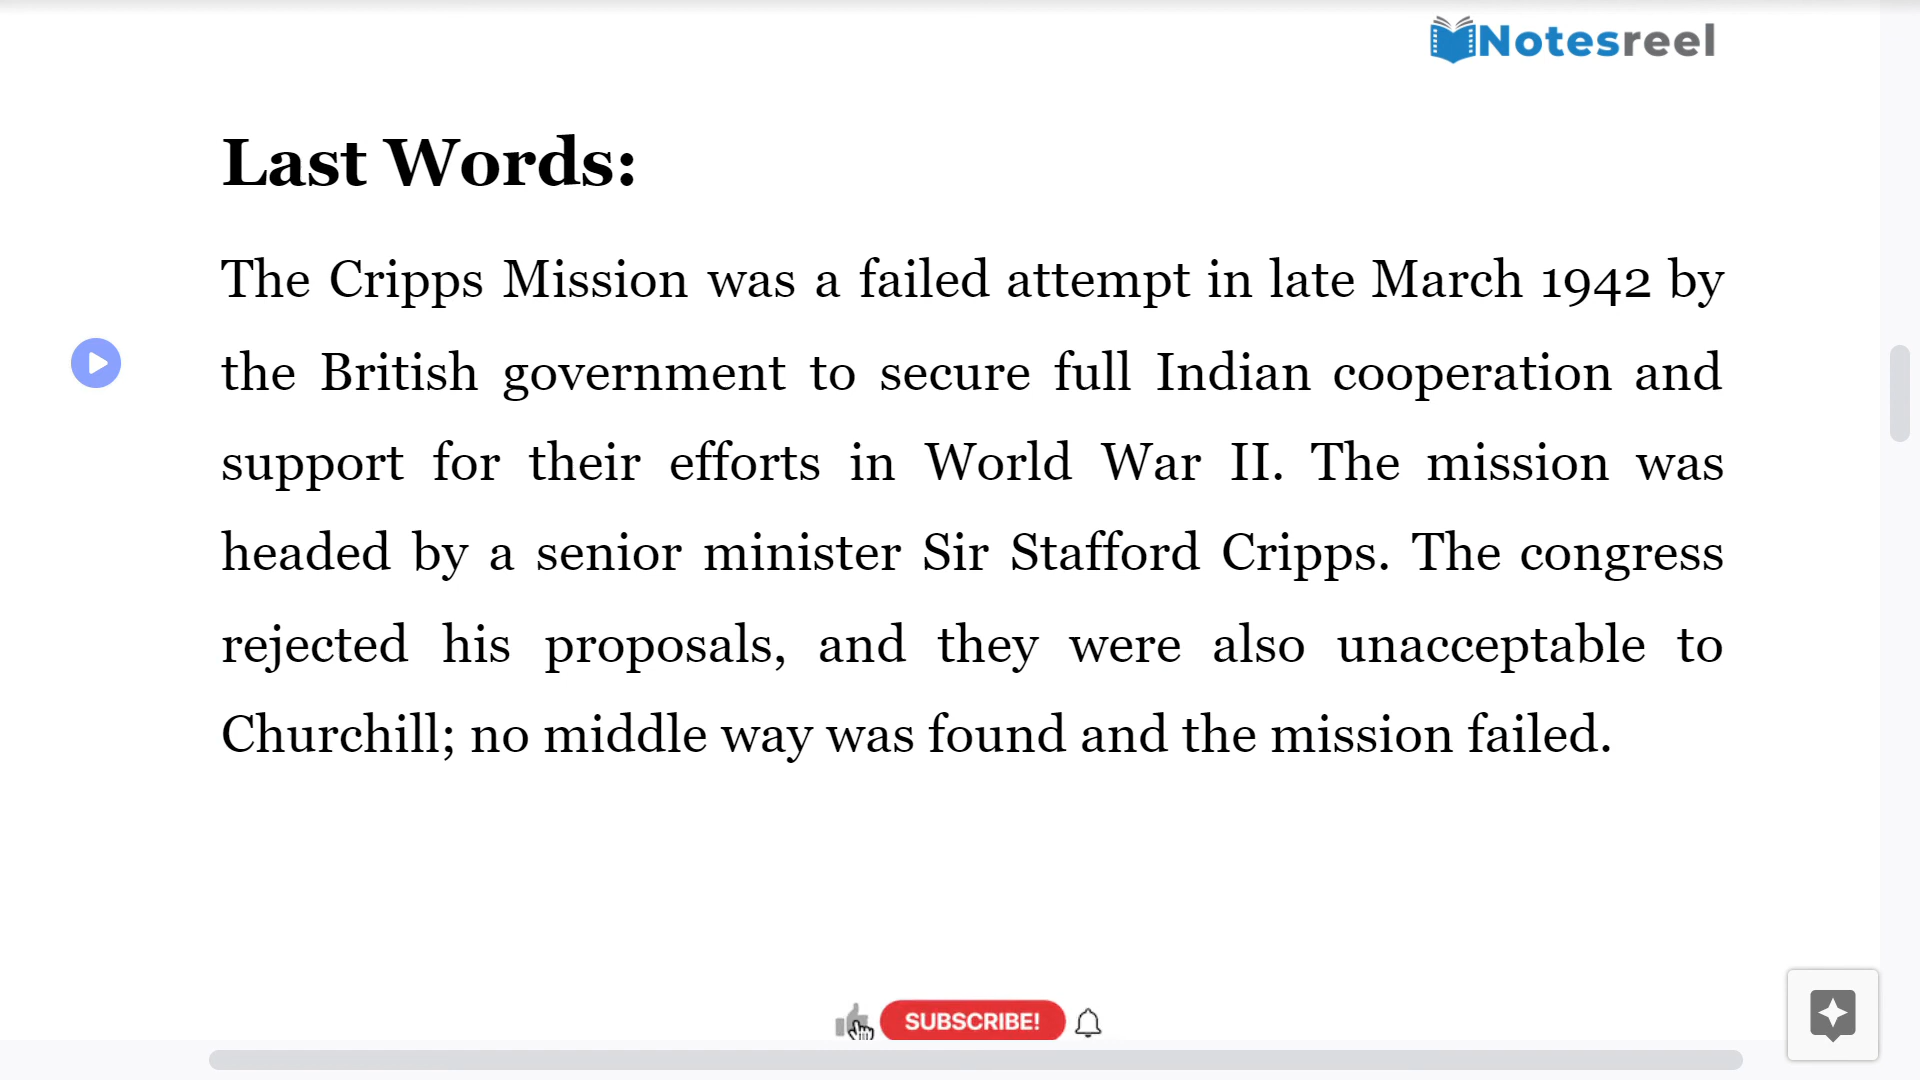 Notesreel
Last Words:
The Cripps Mission was a failed attempt in late March 1942 by
the British government to secure full Indian cooperation and
support for their efforts in World War II. The mission was
headed by a senior minister Sir Stafford Cripps. The congress
rejected his proposals, and they were also unacceptable to
Churchill; no middle way was found and the mission failed.
SUBSCRIBE!